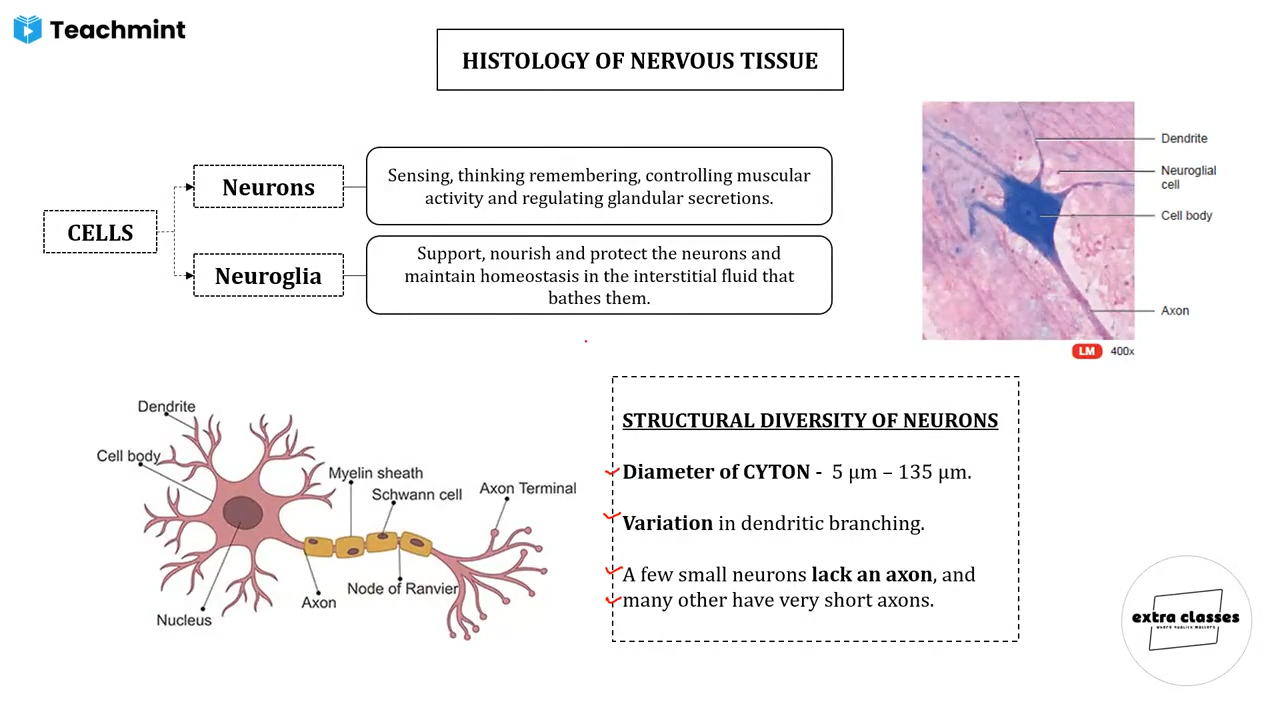 Teachmint
HISTOLOGY OF NERVOUS TISSUE
CELLS
Neurons
Sensing, thinking remembering, controlling muscular
activity and regulating glandular secretions.
Neuroglia
Support, nourish and protect the neurons and
maintain homeostasis in the interstitial fluid that
bathes them.
Dendrite
Neuroglial
cell
Cell body
Axon
LM 400x
Dendrite
Cell body
Myelin sheath
Schwann cell
Axon Terminal
Node of Ranvier
Axon
Nucleus
STRUCTURAL DIVERSITY OF NEURONS
Diameter of CYTON - 5 μm – 135 μm.
Variation in dendritic branching.
A few small neurons lack an axon, and
many other have very short axons.
extra classes
where quality matters